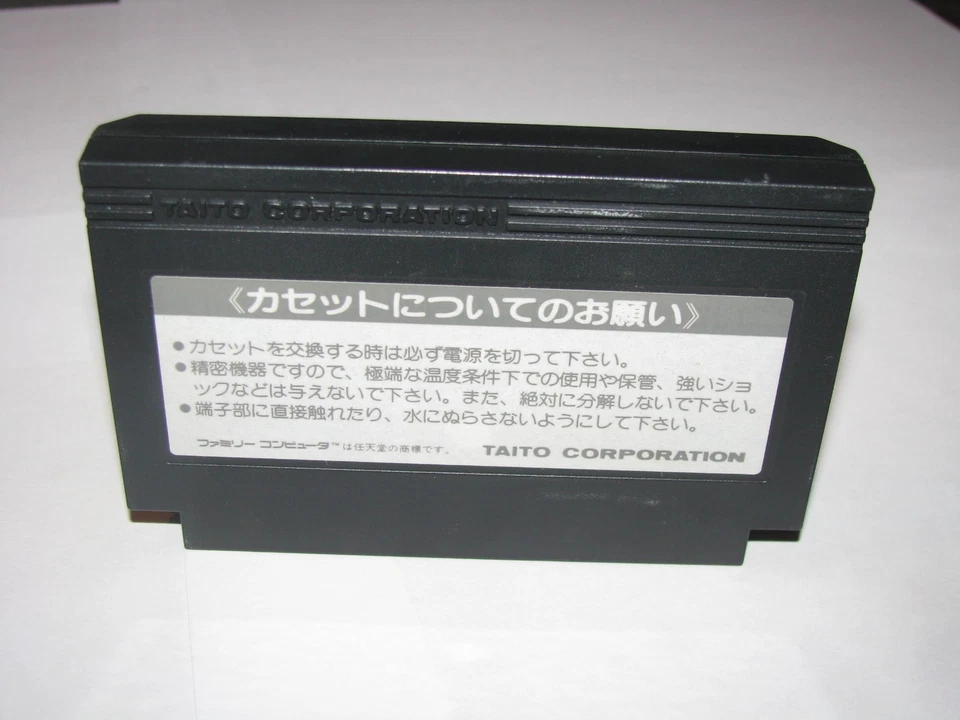 TAITO CORPORATION
《カセットについてのお願い》
●カセットを交換する時は必ず電源を切って下さい。
●精密機器ですので、極端な温度条件下での使用や保管、強いショ
ックなどは与えないで下さい。また、絶対に分解しないで下さい。
●端子部に直接触れたり、水にぬらさないようにして下さい。
ファミリー コンピュータ™は任天堂の商標です。 TAITO CORPORATION